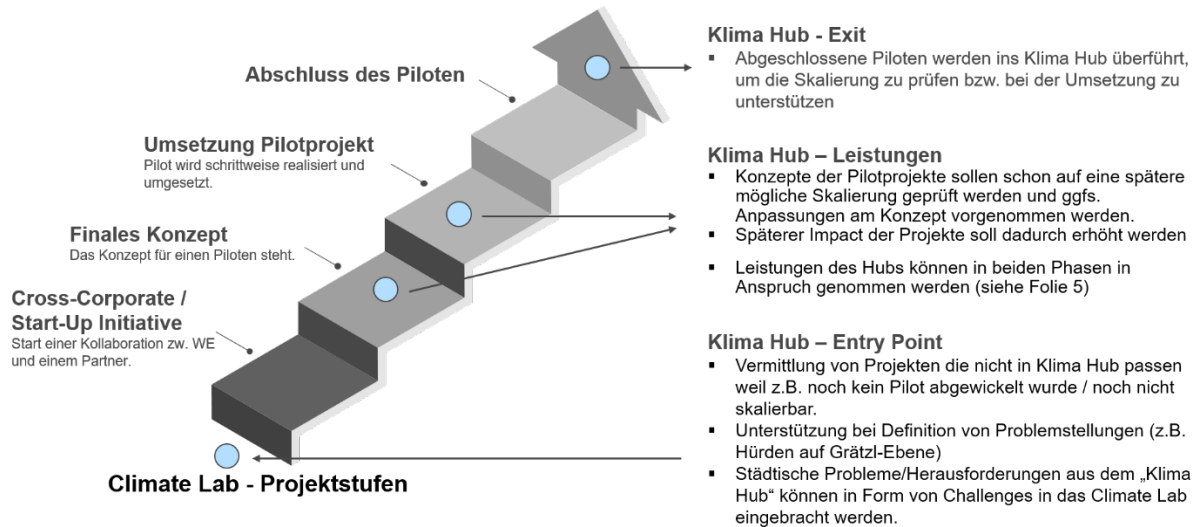 Abschluss des Piloten
Umsetzung Pilotprojekt
Pilot wird schrittweise realisiert und
umgesetzt.
Finales Konzept
Das Konzept für einen Piloten steht.
Cross-Corporate /
Start-Up Initiative
Start einer Kollaboration zw. WE
und einem Partner.
Climate Lab - Projektstufen
Klima Hub - Exit
▪ Abgeschlossene Piloten werden ins Klima Hub überführt,
um die Skalierung zu prüfen bzw. bei der Umsetzung zu
unterstützen
Klima Hub – Leistungen
▪ Konzepte der Pilotprojekte sollen schon auf eine spätere
mögliche Skalierung geprüft werden und ggfs.
Anpassungen am Konzept vorgenommen werden.
▪ Späterer Impact der Projekte soll dadurch erhöht werden
▪ Leistungen des Hubs können in beiden Phasen in
Anspruch genommen werden (siehe Folie 5)
Klima Hub – Entry Point
▪ Vermittlung von Projekten die nicht in Klima Hub passen
weil z.B. noch kein Pilot abgewickelt wurde / noch nicht
skalierbar.
▪ Unterstützung bei Definition von Problemstellungen (z.B.
Hürden auf Grätzl-Ebene)
▪ Städtische Probleme/Herausforderungen aus dem „Klima
Hub“ können in Form von Challenges in das Climate Lab
eingebracht werden.